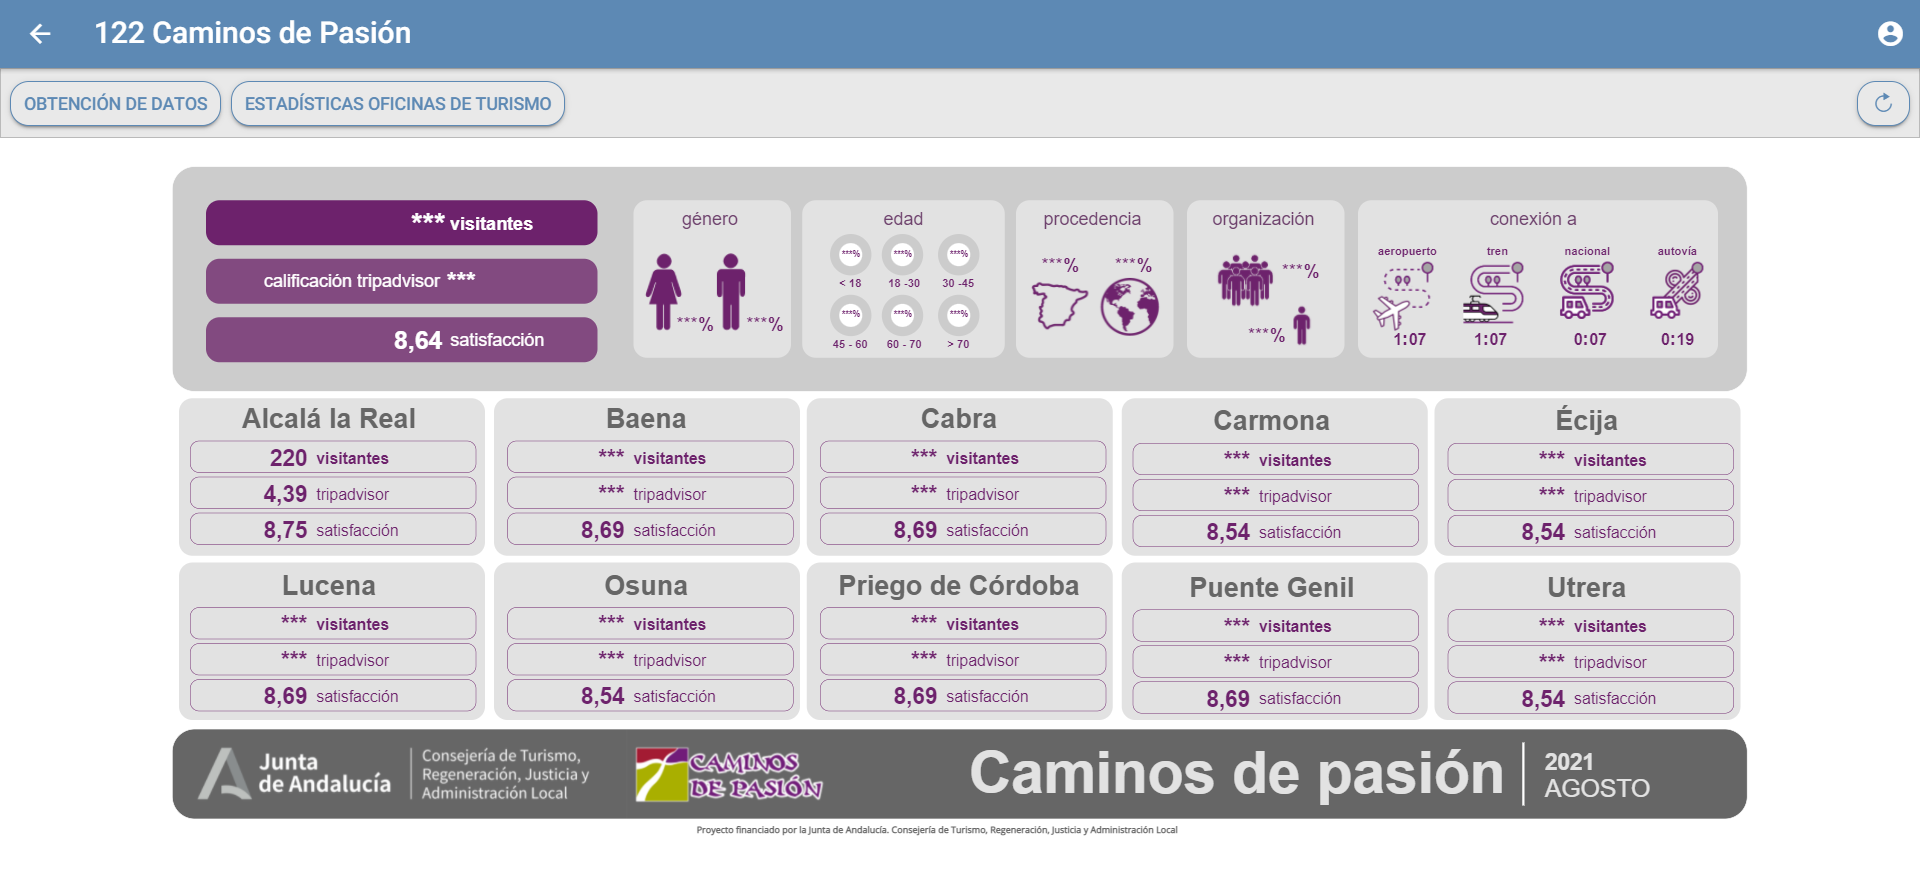 122 Caminos de Pasión
OBTENCIÓN DE DATOS
ESTADÍSTICAS OFICINAS DE TURISMO
*** visitantes
calificación tripadvisor ***
8,64 satisfacción
género
***%
***%
edad
***%
***%
***%
< 18
18 -30
30 -45
***%
***%
***%
45 - 60
60 - 70
> 70
procedencia
***%
***%
organización
***%
***%
conexión a
aeropuerto
tren
nacional
autovía
1:07
1:07
0:07
0:19
Alcalá la Real
220 visitantes
4,39 tripadvisor
8,75 satisfacción
Baena
*** visitantes
*** tripadvisor
8,69 satisfacción
Cabra
*** visitantes
*** tripadvisor
8,69 satisfacción
Carmona
*** visitantes
*** tripadvisor
8,54 satisfacción
Écija
*** visitantes
*** tripadvisor
8,54 satisfacción
Lucena
*** visitantes
*** tripadvisor
8,69 satisfacción
Osuna
*** visitantes
*** tripadvisor
8,54 satisfacción
Priego de Córdoba
*** visitantes
*** tripadvisor
8,69 satisfacción
Puente Genil
*** visitantes
*** tripadvisor
8,69 satisfacción
Utrera
*** visitantes
*** tripadvisor
8,54 satisfacción
Junta
de Andalucía
Consejería de Turismo,
Regeneración, Justicia y
Administración Local
CAMINOS
DE PASIÓN
Caminos de pasión
2021
AGOSTO
Proyecto financiado por la Junta de Andalucía. Consejería de Turismo, Regeneración, Justicia y Administración Local